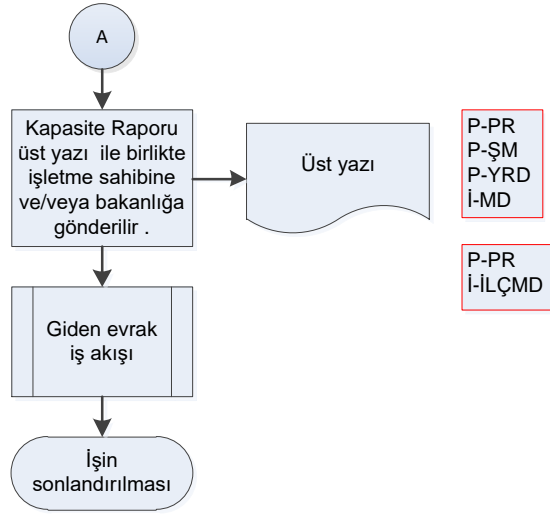 A
Kapasite Raporu
üst yazı ile birlikte
işletme sahibine
ve/veya bakanlığa
gönderilir .
Üst yazı
P-PR
P-ŞM
P-YRD
İ-MD
P-PR
İ-İLÇMD
Giden evrak
iş akışı
İşin
sonlandırılması